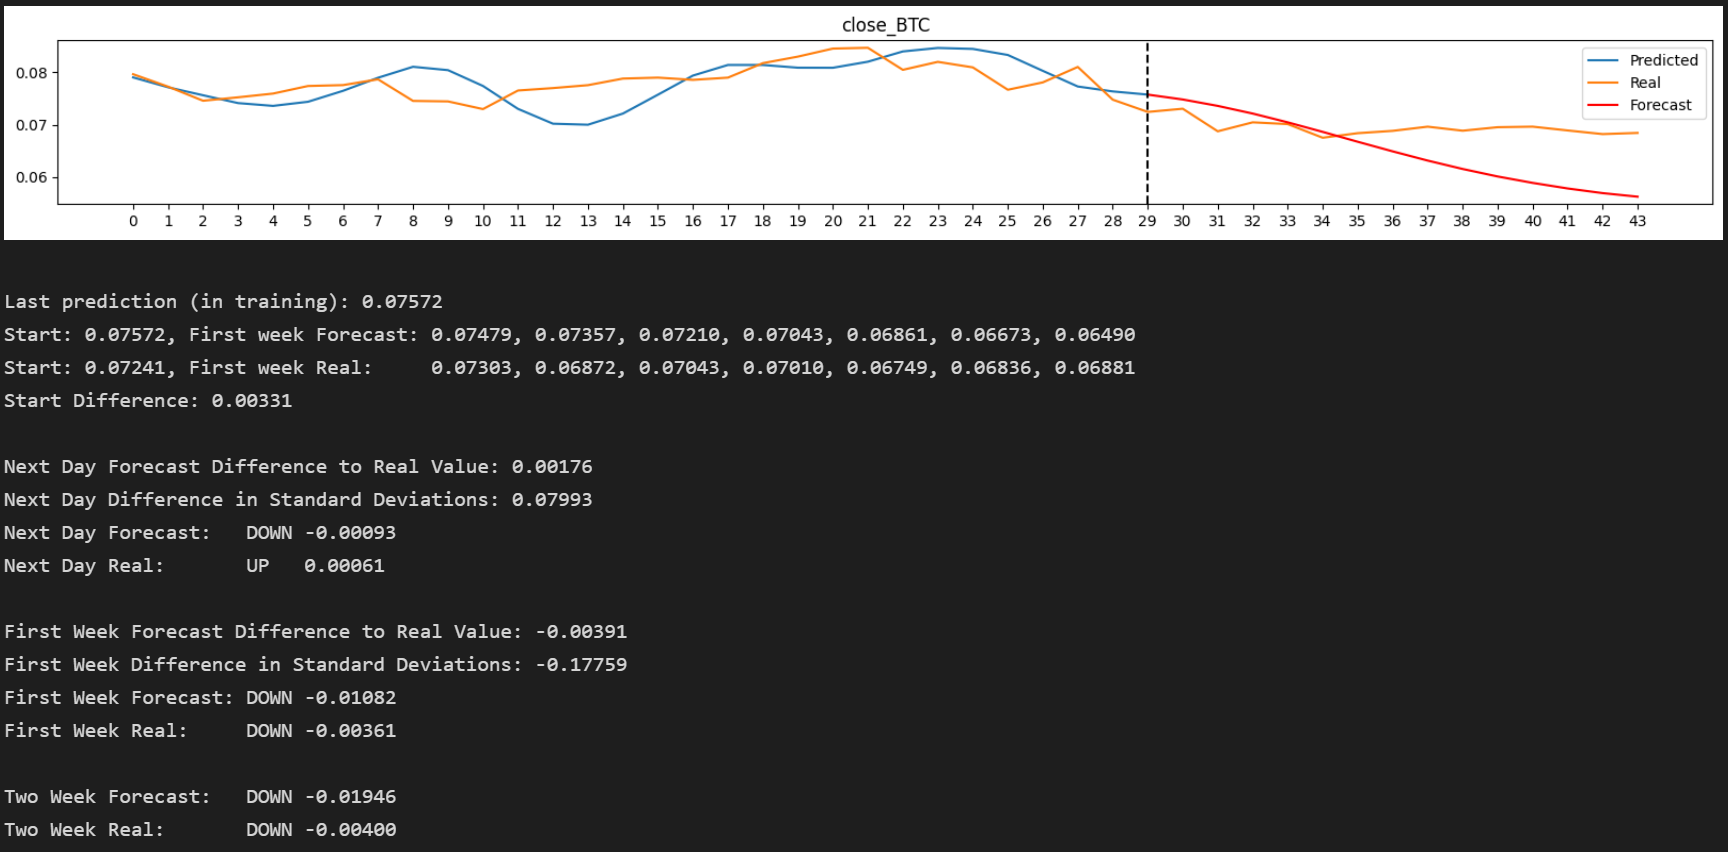 close_BTC
0.08
0.07
0.06
Predicted
Real
Forecast
0 1 2 3 4 5 6 7 8 9 10 11 12 13 14 15 16 17 18 19 20 21 22 23 24 25 26 27 28 29 30 31 32 33 34 35 36 37 38 39 40 41 42 43
Last prediction (in training): 0.07572
Start: 0.07572, First week Forecast: 0.07479, 0.07357, 0.07210, 0.07043, 0.06861, 0.06673, 0.06490
Start: 0.07241, First week Real: 0.07303, 0.06872, 0.07043, 0.07010, 0.06749, 0.06836, 0.06881
Start Difference: 0.00331
Next Day Forecast Difference to Real Value: 0.00176
Next Day Difference in Standard Deviations: 0.07993
Next Day Forecast: DOWN -0.00093
Next Day Real: UP 0.00061
First Week Forecast Difference to Real Value: -0.00391
First Week Difference in Standard Deviations: -0.17759
First Week Forecast: DOWN -0.01082
First Week Real: DOWN -0.00361
Two Week Forecast: DOWN -0.01946
Two Week Real: DOWN -0.00400